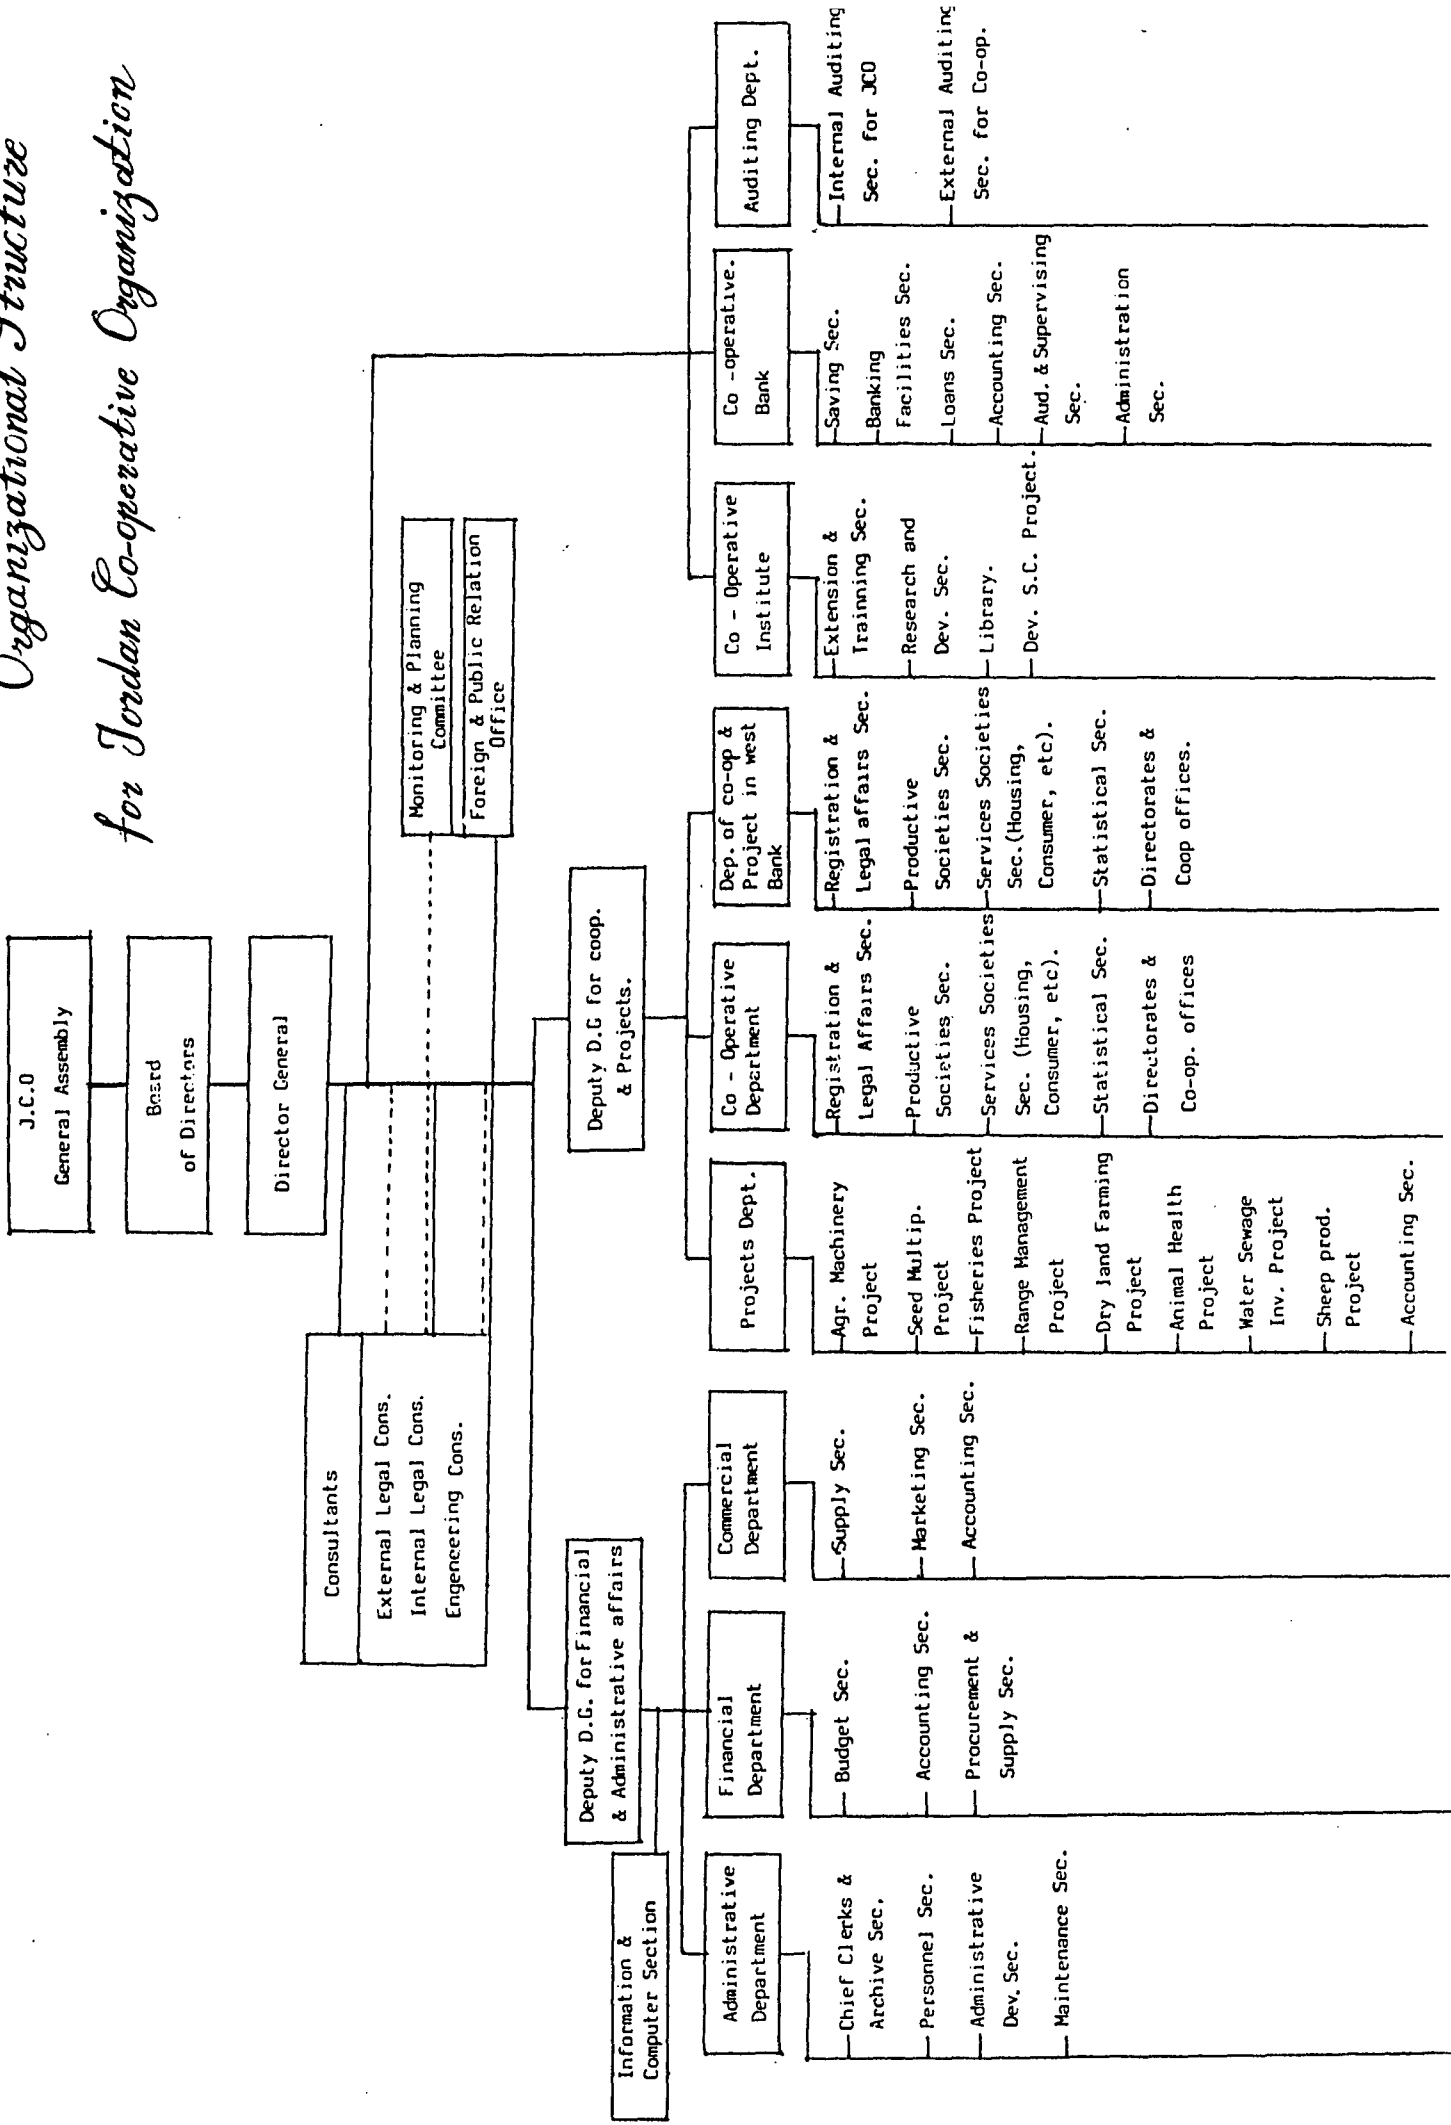 Organizational Structure
for Jordan Co-operative Organization
J.C.O
General Assembly
Board
of Directors
Director General
Consultants
External Legal Cons.
Internal Legal Cons.
Engeneering Cons.
Monitoring & Planning
Committee
Foreign & Public Relation
Office
Deputy D.G. for Financial
& Administrative affairs
Deputy D.G for coop.
& Projects.
Information &
Computer Section
Administrative
Department
Chief Clerks &
Archive Sec.
Personnel Sec.
Administrative
Dev. Sec.
Maintenance Sec.
Financial
Department
Budget Sec.
Accounting Sec.
Procurement &
Supply Sec.
Commercial
Department
Supply Sec.
Marketing Sec.
Accounting Sec.
Projects Dept.
Agr. Machinery
Project
Seed Multip.
Project
Fisheries Project
Range Management
Project
Dry land Farming
Project
Animal Health
Project
Water Sewage
Inv. Project
Sheep prod.
Project
Accounting Sec.
Co - Operative
Department
Registration &
Legal Affairs Sec.
Productive
Societies Sec.
Services Societies
Sec. (Housing,
Consumer, etc).
Statistical Sec.
Directorates &
Co-op. offices
Dep. of co-op &
Project in west
Bank
Registration &
Legal affairs Sec.
Productive
Societies Sec.
Services Societies
Sec.(Housing,
Consumer, etc).
Statistical Sec.
Directorates &
Coop offices.
Co - Operative
Institute
Extension &
Trainning Sec.
Research and
Dev. Sec.
Library.
Dev. S.C. Project.
Co -operative.
Bank
Saving Sec.
Banking
Facilities Sec.
Loans Sec.
Accounting Sec.
Aud. & Supervising
Sec.
Administration
Sec.
Auditing Dept.
Internal Auditing
Sec. for JCO
External Auditing
Sec. for Co-op.